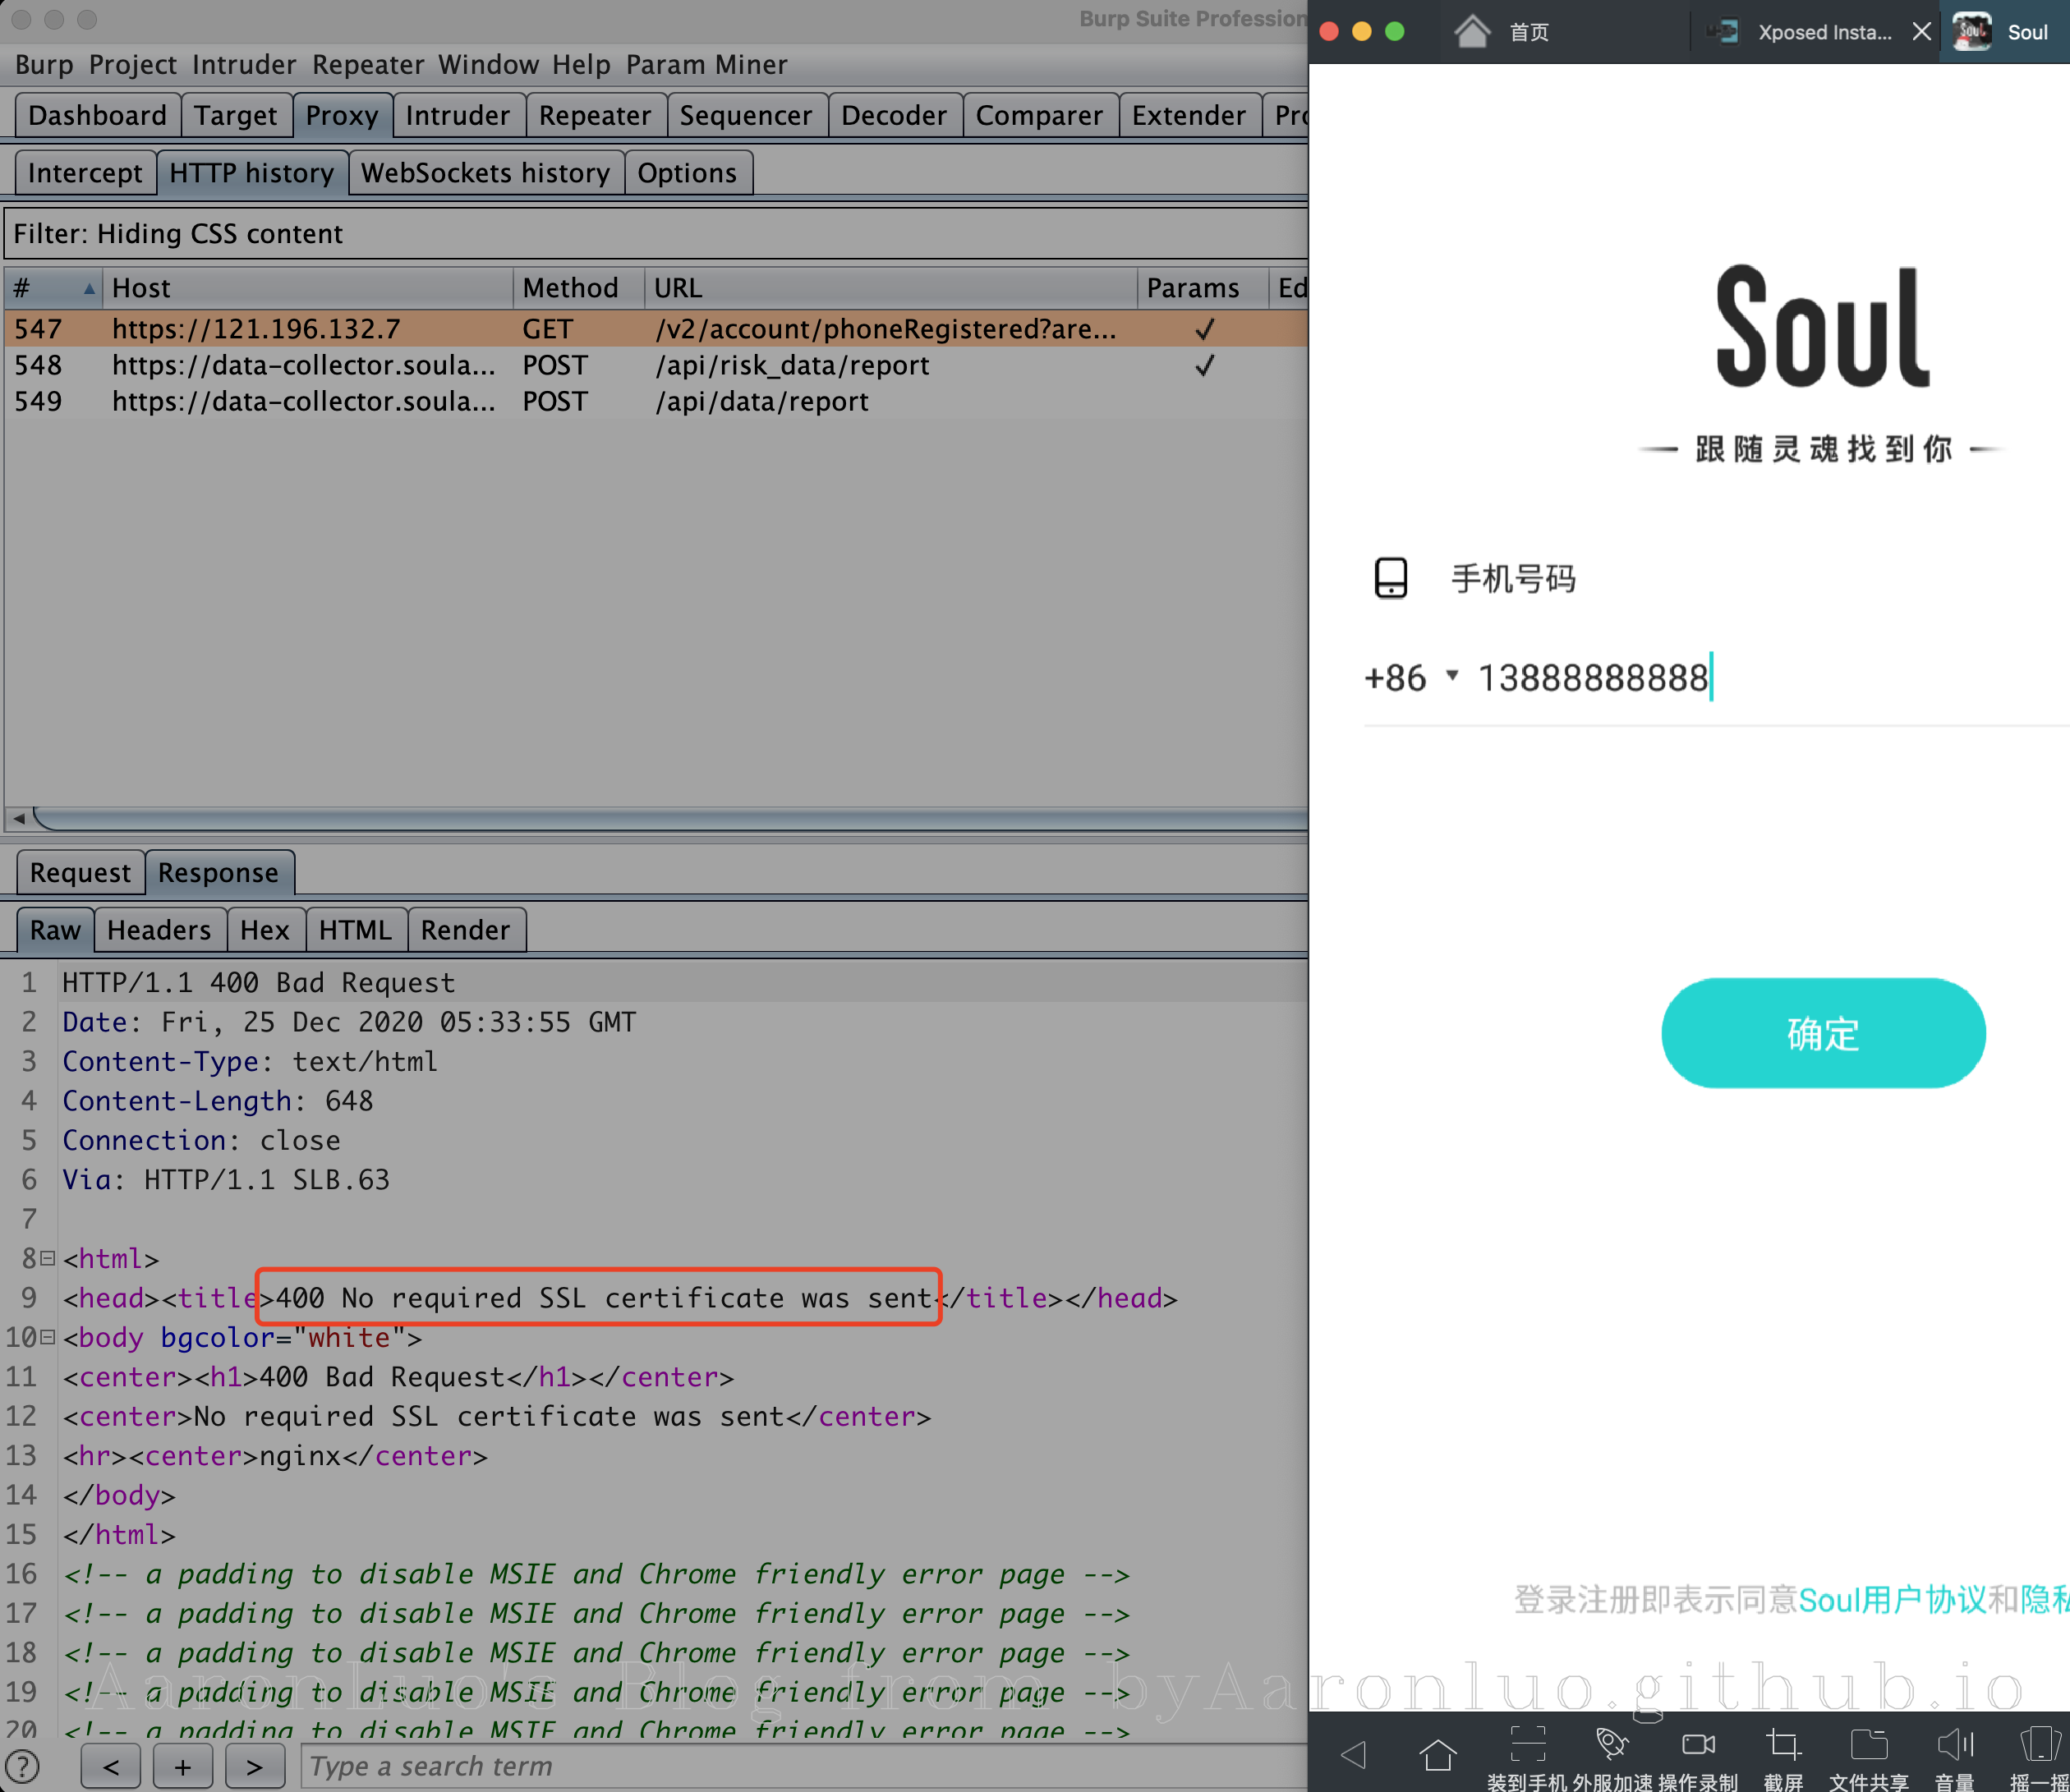 Burp Suite Profession
Burp Project Intruder Repeater Window Help Param Miner
Dashboard Target Proxy Intruder Repeater Sequencer Decoder Comparer Extender Pro
Intercept HTTP history WebSockets history Options
Filter: Hiding CSS content
# Host Method URL Params Ed
547 https://121.196.132.7 GET /v2/account/phoneRegistered?are... ✓
548 https://data-collector.soula... POST /api/risk_data/report ✓
549 https://data-collector.soula... POST /api/data/report
Request Response
Raw Headers Hex HTML Render
1 HTTP/1.1 400 Bad Request
2 Date: Fri, 25 Dec 2020 05:33:55 GMT
3 Content-Type: text/html
4 Content-Length: 648
5 Connection: close
6 Via: HTTP/1.1 SLB.63
7
8 <html>
9 <head><title>400 No required SSL certificate was sent</title></head>
10 <body bgcolor="white">
11 <center><h1>400 Bad Request</h1></center>
12 <center>No required SSL certificate was sent</center>
13 <hr><center>nginx</center>
14 </body>
15 </html>
16 <!-- a padding to disable MSIE and Chrome friendly error page -->
17 <!-- a padding to disable MSIE and Chrome friendly error page -->
18 <!-- a padding to disable MSIE and Chrome friendly error page -->
19 <!-- a padding to disable MSIE and Chrome friendly error page -->
20 <!-- a padding to disable MSIE and Chrome friendly error page -->
? < + > Type a search term
首页 Xposed Insta... Soul
Soul
跟随灵魂找到你
手机号码
+86 13888888888
确定
登录注册即表示同意Soul用户协议和隐私
AaronLuo's Blog from byAaronluo.github.io
装到手机 外服加速 操作录制 截屏 文件共享 音量 摇一摇